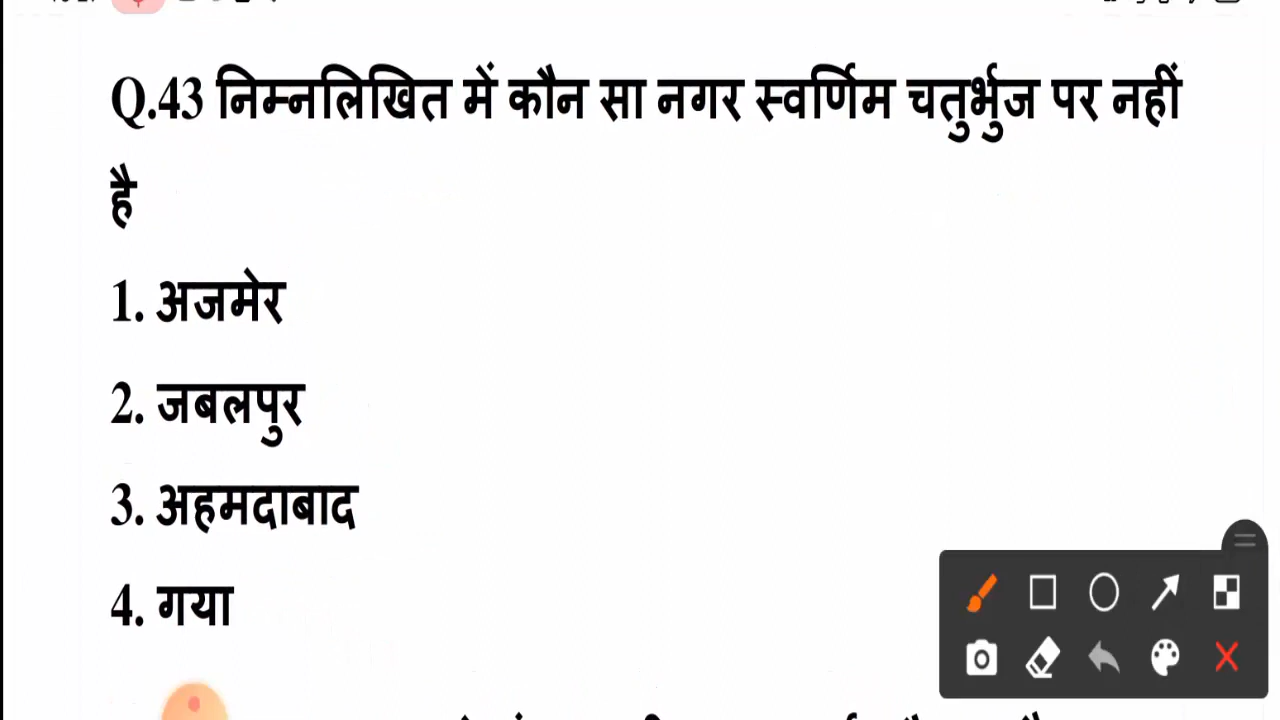 Q.43 निम्नलिखित में कौन सा नगर स्वर्णिम चतुर्भुज पर नहीं
है
1. अजमेर
2. जबलपुर
3. अहमदाबाद
4. गया